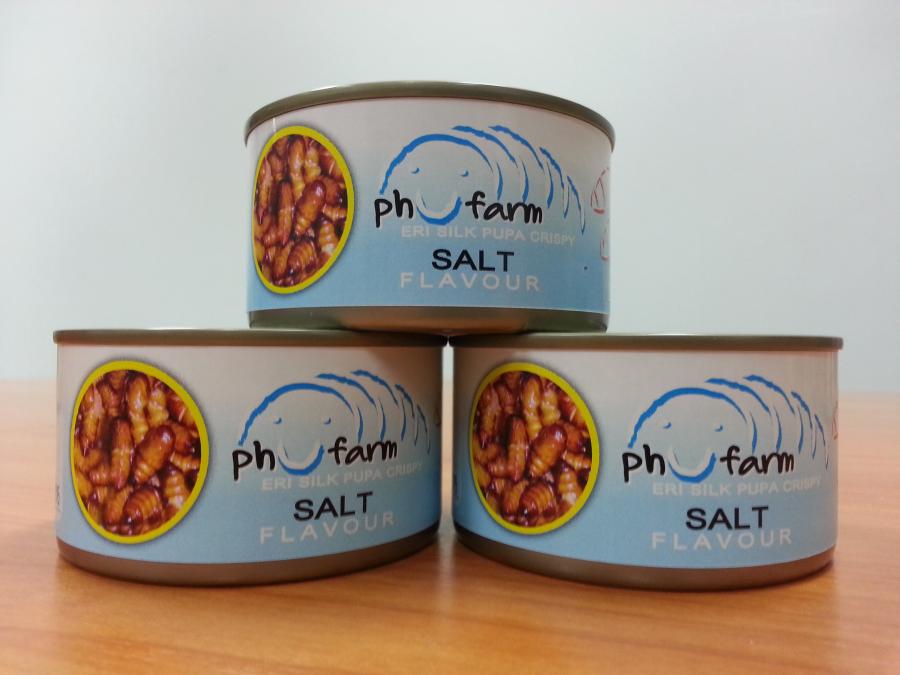 phufarm
ERI SILK PUPA CRISPY
SALT
FLAVOUR
phufarm
ERI SILK PUPA CRISPY
SALT
FLAVOUR
phufarm
ERI SILK PUPA CRISPY
SALT
FLAVOUR